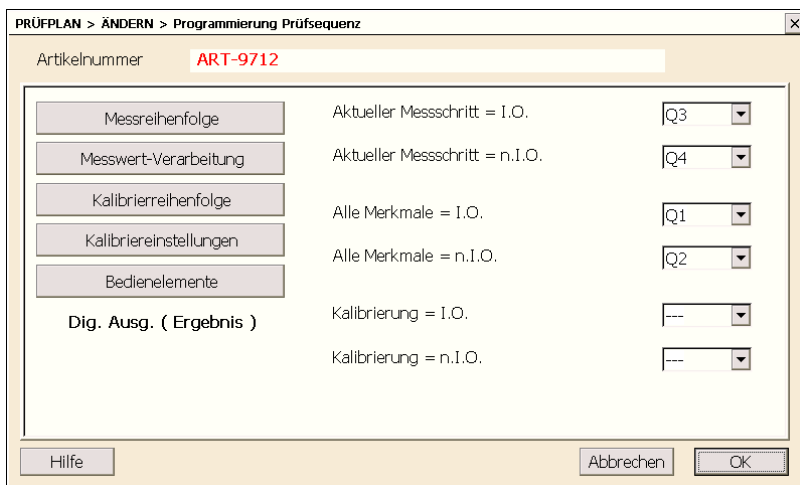 PRÜFPLAN > ÄNDERN > Programmierung Prüfsequenz
Artikelnummer ART-9712
Messreihenfolge
Messwert-Verarbeitung
Kalibrierreihenfolge
Kalibriereinstellungen
Bedienelemente
Dig. Ausg. ( Ergebnis )
Aktueller Messschritt = I.O. Q3
Aktueller Messschritt = n.I.O. Q4
Alle Merkmale = I.O. Q1
Alle Merkmale = n.I.O. Q2
Kalibrierung = I.O. ---
Kalibrierung = n.I.O. ---
Hilfe Abbrechen OK